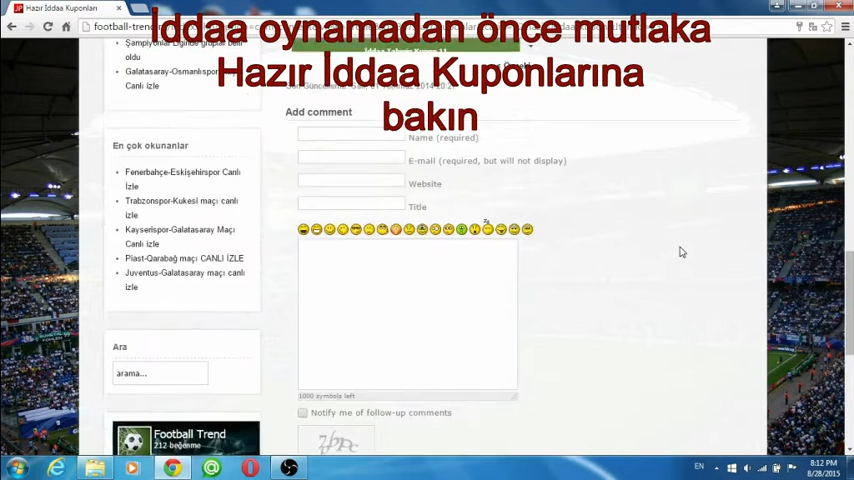 Hazır İddaa Kuponları
football-trend
İddaa oynamadan önce mutlaka
Hazır İddaa Kuponlarına
bakın
Şampiyonlar Liginde gruplar belli
oldu
Galatasaray-Osmanlıspor
Canlı izle
Add comment
Name (required)
E-mail (required, but will not display)
Website
Title
1000 symbols left
Notify me of follow-up comments
En çok okunanlar
Fenerbahçe-Eskişehirspor Canlı
İzle
Trabzonspor-Kukesi maçı canlı
izle
Kayserispor-Galatasaray Maçı
Canlı izle
Piast-Qarabağ maçı CANLI İZLE
Juventus-Galatasaray maçı canlı
izle
Ara
arama...
Football Trend
212 beğenme
EN
8:12 PM
8/28/2015